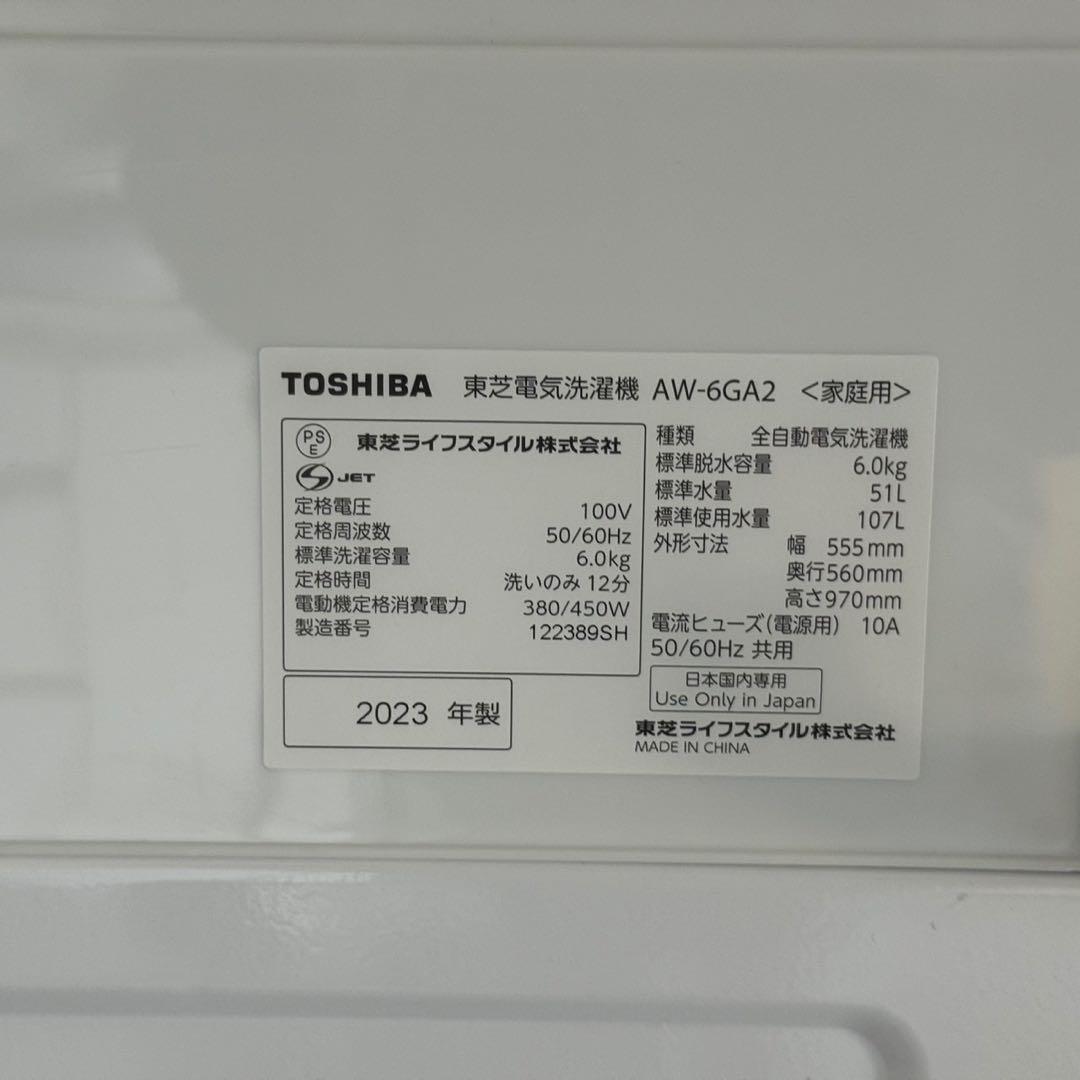 TOSHIBA 東芝電気洗濯機 AW-6GA2 <家庭用>
PS
E
東芝ライフスタイル株式会社
S JET
定格電圧 100V
定格周波数 50/60Hz
標準洗濯容量 6.0kg
定格時間 洗いのみ 12分
電動機定格消費電力 380/450W
製造番号 122389SH
2023 年製
種類 全自動電気洗濯機
標準脱水容量 6.0kg
標準水量 51L
標準使用水量 107L
外形寸法 幅 555mm
奥行560mm
高さ970mm
電流ヒューズ(電源用) 10A
50/60Hz 共用
日本国内専用
Use Only in Japan
東芝ライフスタイル株式会社
MADE IN CHINA